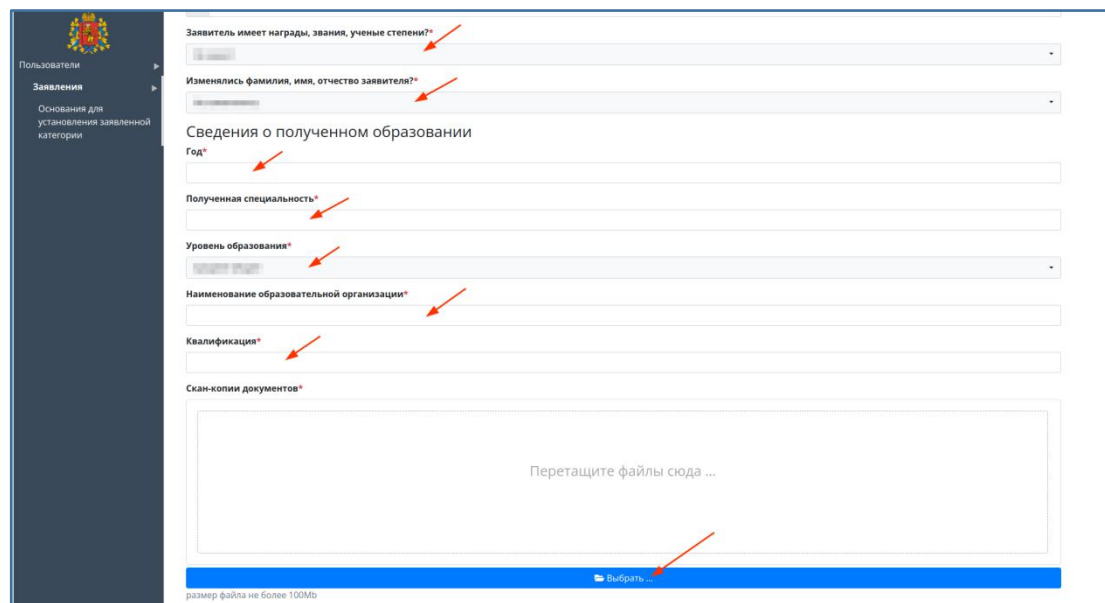 Заявитель имеет награды, звания, ученые степени?*
Пользователи
Изменялись фамилия, имя, отчество заявителя?*
Заявления
Основания для
установления заявленной
категории
Сведения о полученном образовании
Год*
Полученная специальность*
Уровень образования*
Наименование образовательной организации*
Квалификация*
Скан-копии документов*
Перетащите файлы сюда ...
Выбрать ...
размер файла не более 100Mb